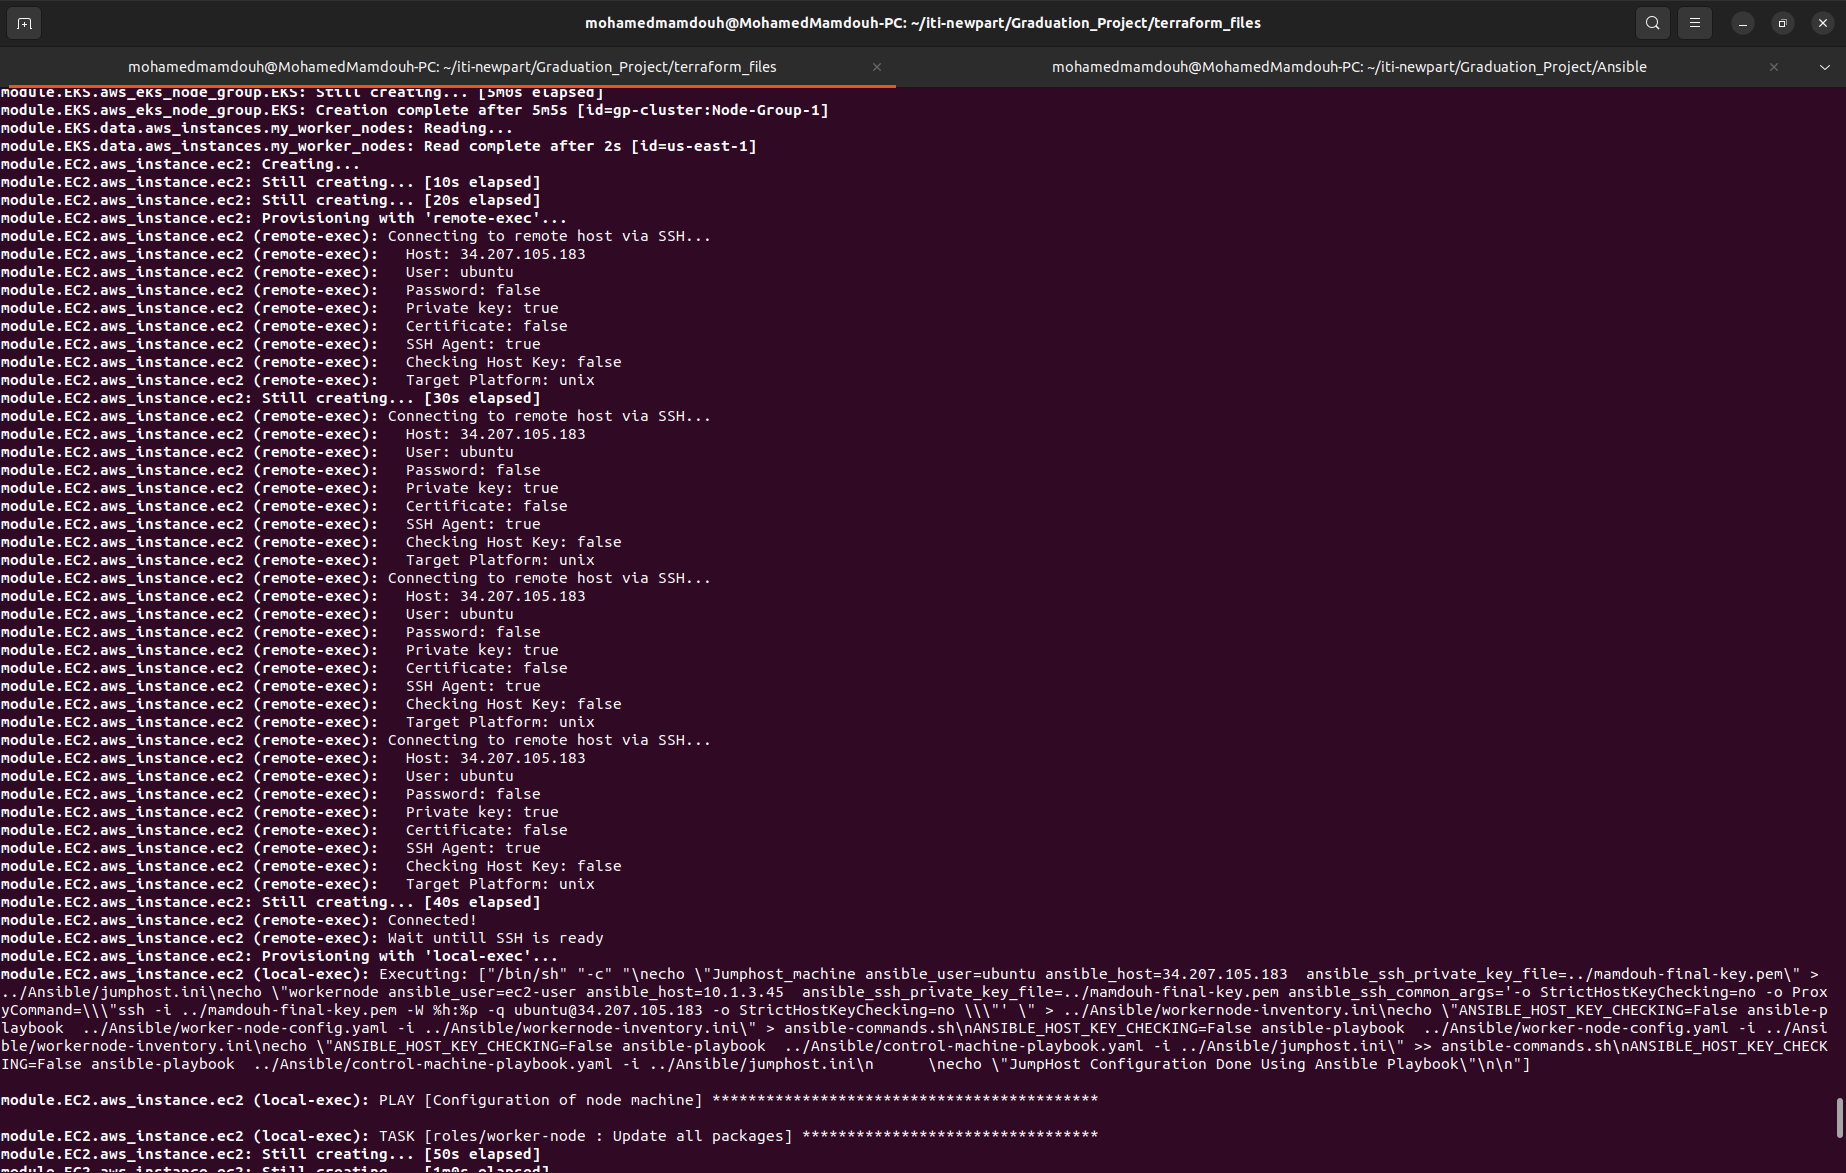 mohamedmamdouh@MohamedMamdouh-PC: ~/iti-newpart/Graduation_Project/terraform_files
mohamedmamdouh@MohamedMamdouh-PC: ~/iti-newpart/Graduation_Project/terraform_files
mohamedmamdouh@MohamedMamdouh-PC: ~/iti-newpart/Graduation_Project/Ansible
module.EKS.aws_eks_node_group.EKS: Still creating... [5m0s elapsed]
module.EKS.aws_eks_node_group.EKS: Creation complete after 5m5s [id=gp-cluster:Node-Group-1]
module.EKS.data.aws_instances.my_worker_nodes: Reading...
module.EKS.data.aws_instances.my_worker_nodes: Read complete after 2s [id=us-east-1]
module.EC2.aws_instance.ec2: Creating...
module.EC2.aws_instance.ec2: Still creating... [10s elapsed]
module.EC2.aws_instance.ec2: Still creating... [20s elapsed]
module.EC2.aws_instance.ec2: Provisioning with 'remote-exec'...
module.EC2.aws_instance.ec2 (remote-exec): Connecting to remote host via SSH...
module.EC2.aws_instance.ec2 (remote-exec):   Host: 34.207.105.183
module.EC2.aws_instance.ec2 (remote-exec):   User: ubuntu
module.EC2.aws_instance.ec2 (remote-exec):   Password: false
module.EC2.aws_instance.ec2 (remote-exec):   Private key: true
module.EC2.aws_instance.ec2 (remote-exec):   Certificate: false
module.EC2.aws_instance.ec2 (remote-exec):   SSH Agent: true
module.EC2.aws_instance.ec2 (remote-exec):   Checking Host Key: false
module.EC2.aws_instance.ec2 (remote-exec):   Target Platform: unix
module.EC2.aws_instance.ec2: Still creating... [30s elapsed]
module.EC2.aws_instance.ec2 (remote-exec): Connecting to remote host via SSH...
module.EC2.aws_instance.ec2 (remote-exec):   Host: 34.207.105.183
module.EC2.aws_instance.ec2 (remote-exec):   User: ubuntu
module.EC2.aws_instance.ec2 (remote-exec):   Password: false
module.EC2.aws_instance.ec2 (remote-exec):   Private key: true
module.EC2.aws_instance.ec2 (remote-exec):   Certificate: false
module.EC2.aws_instance.ec2 (remote-exec):   SSH Agent: true
module.EC2.aws_instance.ec2 (remote-exec):   Checking Host Key: false
module.EC2.aws_instance.ec2 (remote-exec):   Target Platform: unix
module.EC2.aws_instance.ec2 (remote-exec): Connecting to remote host via SSH...
module.EC2.aws_instance.ec2 (remote-exec):   Host: 34.207.105.183
module.EC2.aws_instance.ec2 (remote-exec):   User: ubuntu
module.EC2.aws_instance.ec2 (remote-exec):   Password: false
module.EC2.aws_instance.ec2 (remote-exec):   Private key: true
module.EC2.aws_instance.ec2 (remote-exec):   Certificate: false
module.EC2.aws_instance.ec2 (remote-exec):   SSH Agent: true
module.EC2.aws_instance.ec2 (remote-exec):   Checking Host Key: false
module.EC2.aws_instance.ec2 (remote-exec):   Target Platform: unix
module.EC2.aws_instance.ec2 (remote-exec): Connecting to remote host via SSH...
module.EC2.aws_instance.ec2 (remote-exec):   Host: 34.207.105.183
module.EC2.aws_instance.ec2 (remote-exec):   User: ubuntu
module.EC2.aws_instance.ec2 (remote-exec):   Password: false
module.EC2.aws_instance.ec2 (remote-exec):   Private key: true
module.EC2.aws_instance.ec2 (remote-exec):   Certificate: false
module.EC2.aws_instance.ec2 (remote-exec):   SSH Agent: true
module.EC2.aws_instance.ec2 (remote-exec):   Checking Host Key: false
module.EC2.aws_instance.ec2 (remote-exec):   Target Platform: unix
module.EC2.aws_instance.ec2: Still creating... [40s elapsed]
module.EC2.aws_instance.ec2 (remote-exec): Connected!
module.EC2.aws_instance.ec2 (remote-exec): Wait untill SSH is ready
module.EC2.aws_instance.ec2: Provisioning with 'local-exec'...
module.EC2.aws_instance.ec2 (local-exec): Executing: ["/bin/sh" "-c" "\necho \"Jumphost_machine ansible_user=ubuntu ansible_host=34.207.105.183  ansible_ssh_private_key_file=../mamdouh-final-key.pem\" >
../Ansible/jumphost.ini\necho \"workernode ansible_user=ec2-user ansible_host=10.1.3.45  ansible_ssh_private_key_file=../mamdouh-final-key.pem ansible_ssh_common_args='-o StrictHostKeyChecking=no -o Prox
yCommand=\\\"ssh -i ../mamdouh-final-key.pem -W %h:%p -q ubuntu@34.207.105.183 -o StrictHostKeyChecking=no \\\"' \" > ../Ansible/workernode-inventory.ini\necho \"ANSIBLE_HOST_KEY_CHECKING=False ansible-p
laybook  ../Ansible/worker-node-config.yaml -i ../Ansible/workernode-inventory.ini\" > ansible-commands.sh\nANSIBLE_HOST_KEY_CHECKING=False ansible-playbook  ../Ansible/worker-node-config.yaml -i ../Ansi
ble/workernode-inventory.ini\necho \"ANSIBLE_HOST_KEY_CHECKING=False ansible-playbook  ../Ansible/control-machine-playbook.yaml -i ../Ansible/jumphost.ini\" >> ansible-commands.sh\nANSIBLE_HOST_KEY_CHECK
ING=False ansible-playbook  ../Ansible/control-machine-playbook.yaml -i ../Ansible/jumphost.ini\n      \necho \"JumpHost Configuration Done Using Ansible Playbook\"\n\n"]
module.EC2.aws_instance.ec2 (local-exec): PLAY [Configuration of node machine] *******************************************
module.EC2.aws_instance.ec2 (local-exec): TASK [roles/worker-node : Update all packages] *********************************
module.EC2.aws_instance.ec2: Still creating... [50s elapsed]
module.EC2.aws_instance.ec2: Still creating... [1m0s elapsed]